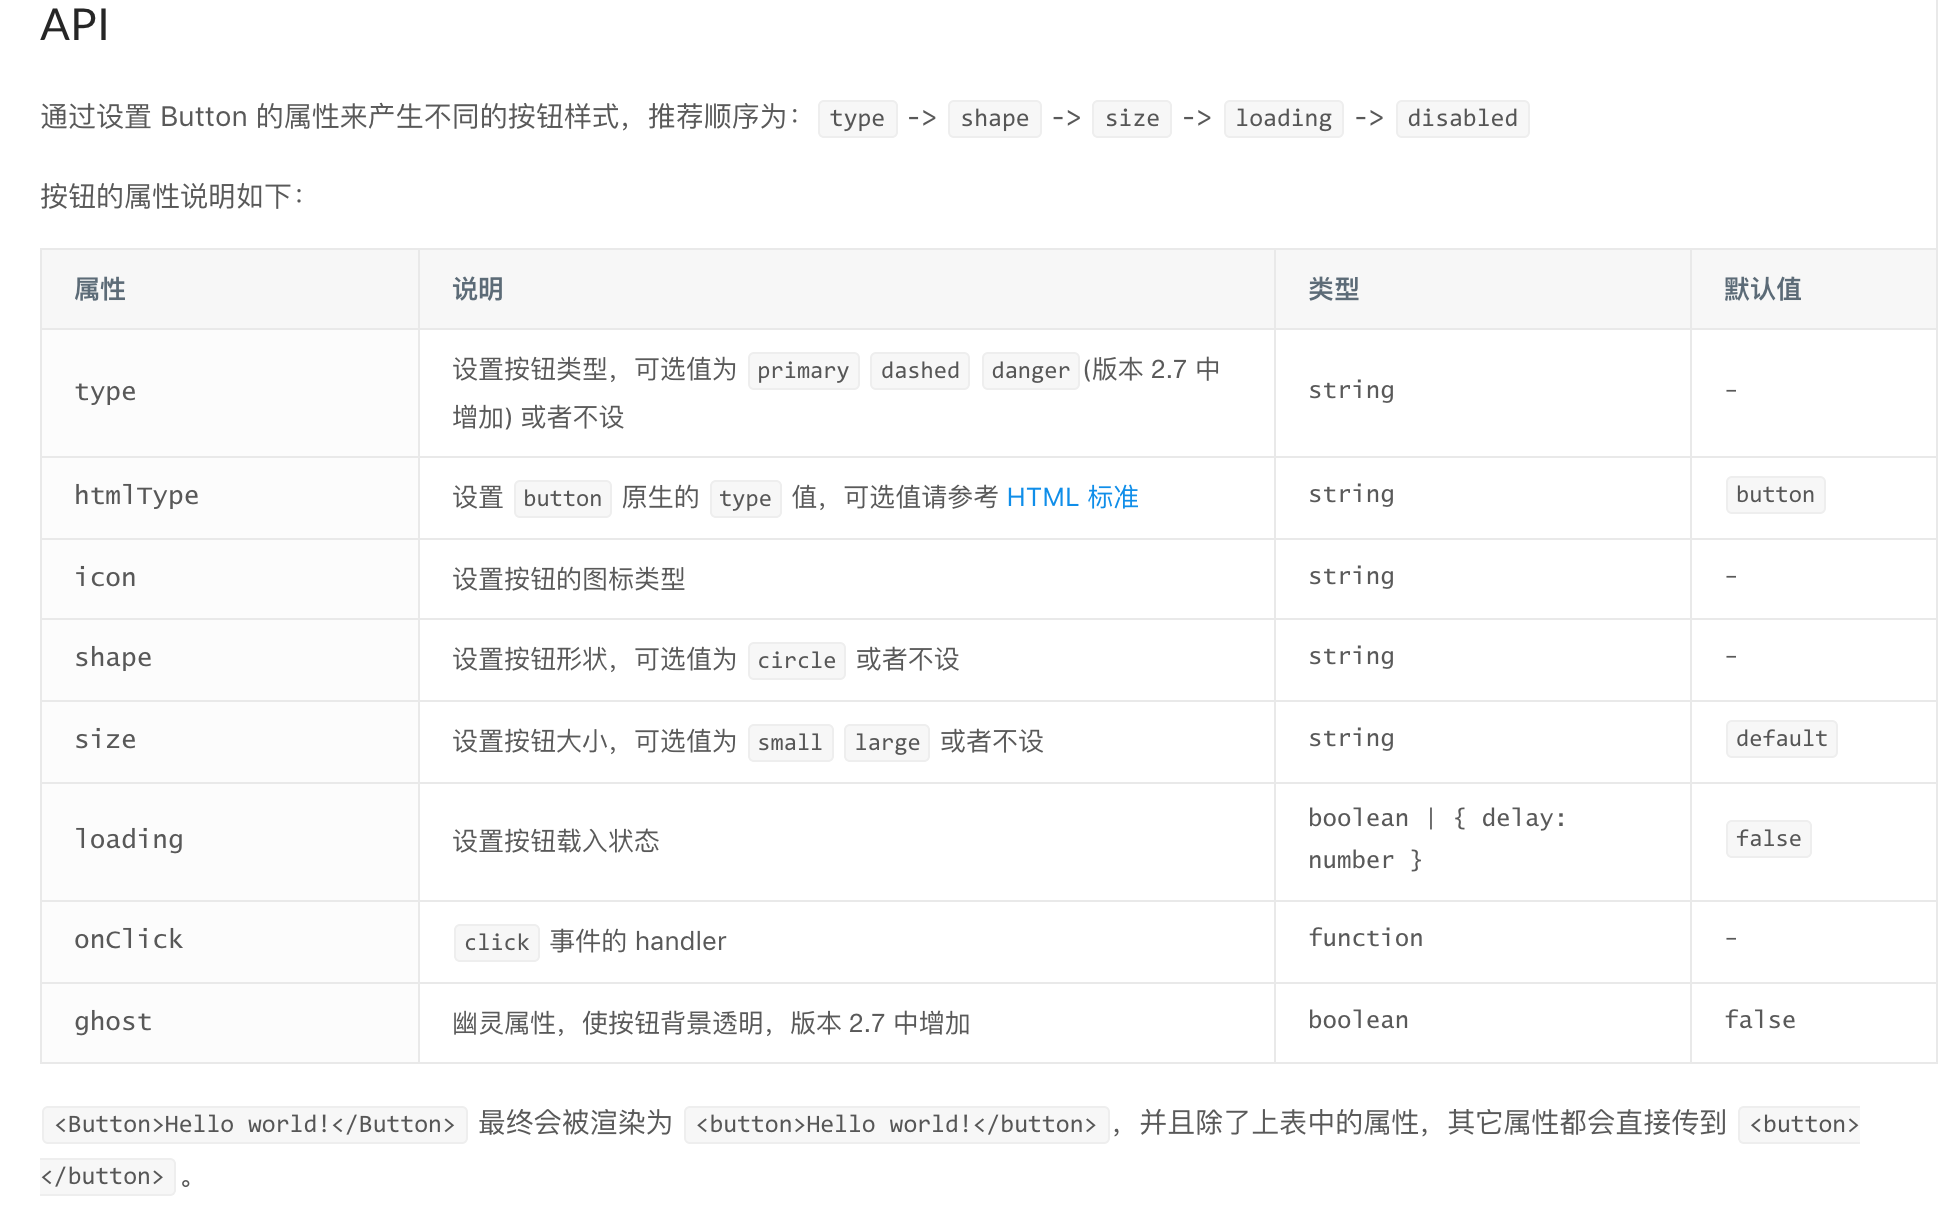 API
通过设置 Button 的属性来产生不同的按钮样式，推荐顺序为： type -> shape -> size -> loading -> disabled
按钮的属性说明如下：
属性 说明 类型 默认值
type 设置按钮类型，可选值为 primary dashed danger (版本 2.7 中 string -
增加) 或者不设
htmlType 设置 button 原生的 type 值，可选值请参考 HTML 标准 string button
icon 设置按钮的图标类型 string -
shape 设置按钮形状，可选值为 circle 或者不设 string -
size 设置按钮大小，可选值为 small large 或者不设 string default
loading 设置按钮载入状态 boolean | { delay: false
number }
onClick click 事件的 handler function -
ghost 幽灵属性，使按钮背景透明，版本 2.7 中增加 boolean false
<Button>Hello world!</Button> 最终会被渲染为 <button>Hello world!</button> ，并且除了上表中的属性，其它属性都会直接传到 <button>
</button> 。